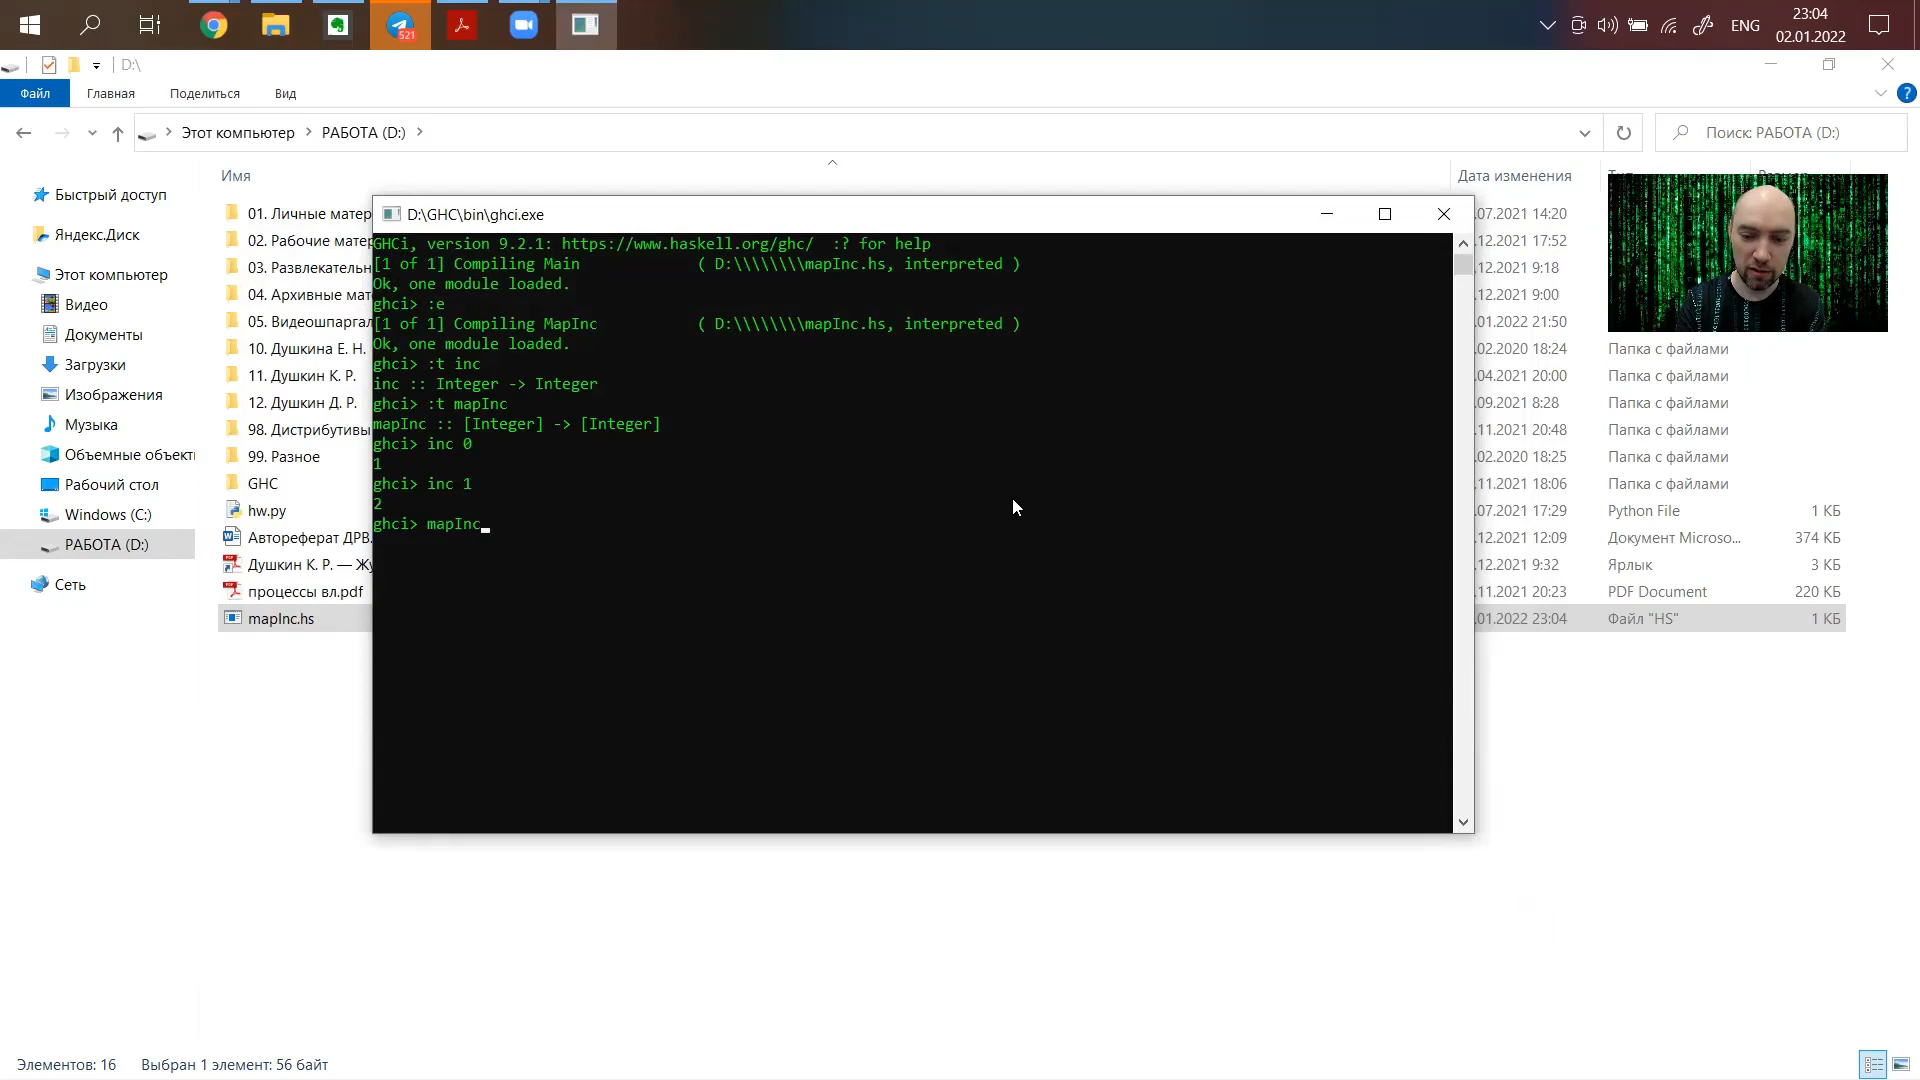 521
ENG
23:04
02.01.2022
D:\
Файл
Главная
Поделиться
Вид
Этот компьютер
РАБОТА (D:)
Поиск: РАБОТА (D:)
Имя
Дата изменения
Быстрый доступ
Яндекс.Диск
Этот компьютер
Видео
Документы
Загрузки
Изображения
Музыка
Объемные объект
Рабочий стол
Windows (C:)
РАБОТА (D:)
Сеть
01. Личные матер
02. Рабочие мате
03. Развлекательн
04. Архивные мат
05. Видеошпаргал
10. Душкина Е. Н.
11. Душкин К. Р.
12. Душкин Д. Р.
98. Дистрибутивы
99. Разное
GHC
hw.py
Автореферат ДРВ.
Душкин К. Р. — Жу
процессы вл.pdf
mapInc.hs
D:\GHC\bin\ghci.exe
GHCi, version 9.2.1: https://www.haskell.org/ghc/  :? for help
[1 of 1] Compiling Main             ( D:\\\\\\\\mapInc.hs, interpreted )
Ok, one module loaded.
ghci> :e
[1 of 1] Compiling MapInc           ( D:\\\\\\\\mapInc.hs, interpreted )
Ok, one module loaded.
ghci> :t inc
inc :: Integer -> Integer
ghci> :t mapInc
mapInc :: [Integer] -> [Integer]
ghci> inc 0
1
ghci> inc 1
2
ghci> mapInc
.07.2021 14:20
.12.2021 17:52
.12.2021 9:18
.12.2021 9:00
.01.2022 21:50
.02.2020 18:24 Папка с файлами
.04.2021 20:00 Папка с файлами
.09.2021 8:28 Папка с файлами
.11.2021 20:48 Папка с файлами
.02.2020 18:25 Папка с файлами
.11.2021 18:06 Папка с файлами
.07.2021 17:29 Python File 1 КБ
.12.2021 12:09 Документ Microso... 374 КБ
.12.2021 9:32 Ярлык 3 КБ
.11.2021 20:23 PDF Document 220 КБ
.01.2022 23:04 Файл "HS" 1 КБ
Элементов: 16
Выбран 1 элемент: 56 байт